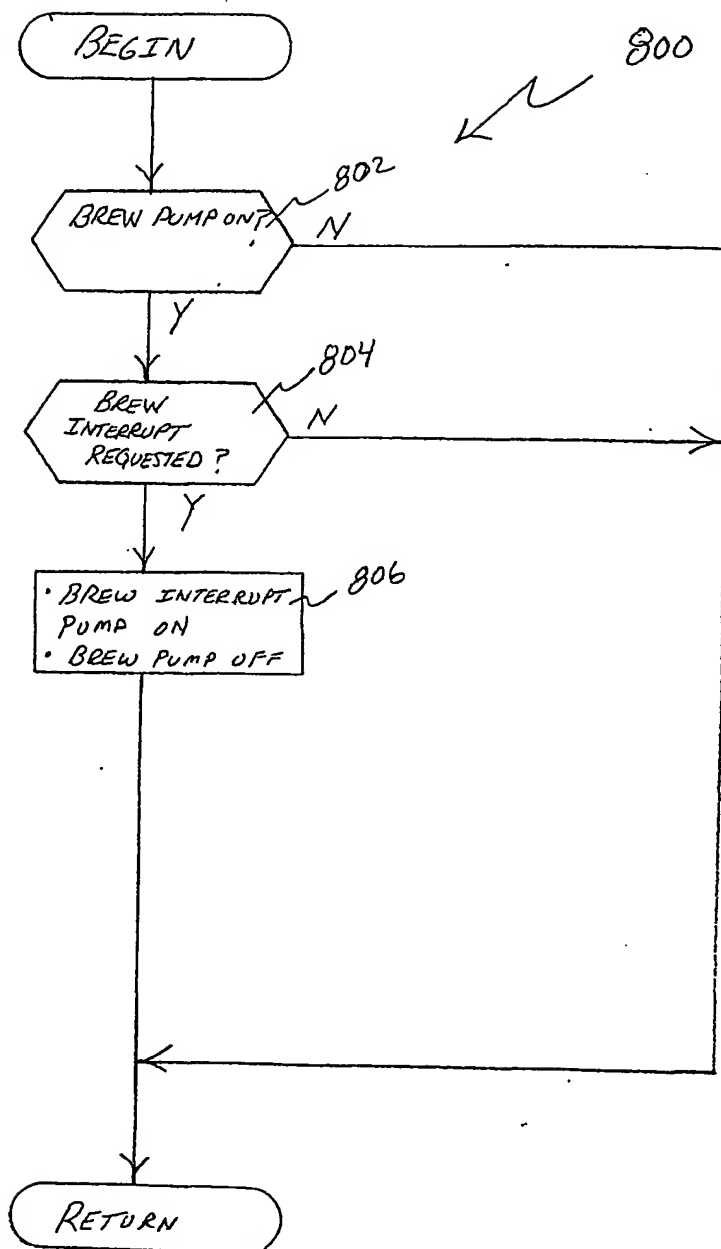 BEGIN
800
802
BREW PUMP ON?
N
Y
804
BREW
INTERRUPT
REQUESTED?
N
Y
806
• BREW INTERRUPT
PUMP ON
• BREW PUMP OFF
RETURN